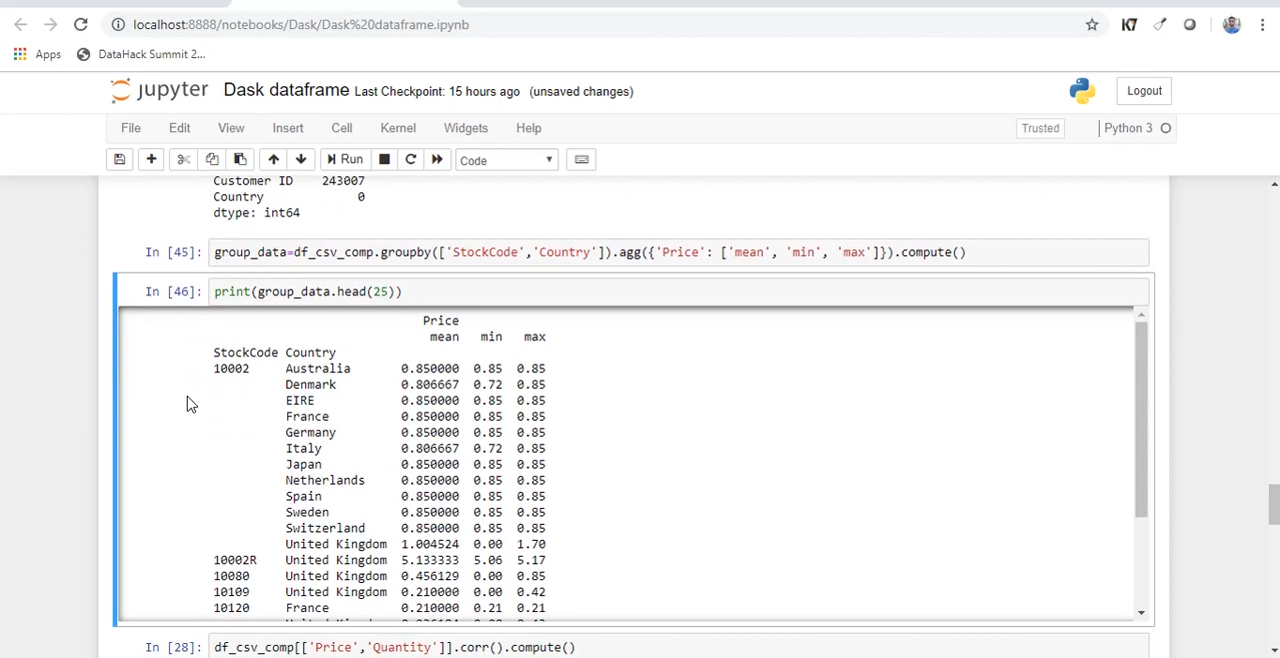 localhost:8888/notebooks/Dask/Dask%20dataframe.ipynb
K7
Apps DataHack Summit 2...
jupyter Dask dataframe Last Checkpoint: 15 hours ago (unsaved changes) Logout
File Edit View Insert Cell Kernel Widgets Help Trusted Python 3
Run Code
Customer ID 243007
Country 0
dtype: int64
In [45]: group_data=df_csv_comp.groupby(['StockCode','Country']).agg({'Price': ['mean', 'min', 'max']}).compute()
In [46]: print(group_data.head(25))
Price
mean min max
StockCode Country
10002 Australia 0.850000 0.85 0.85
Denmark 0.806667 0.72 0.85
EIRE 0.850000 0.85 0.85
France 0.850000 0.85 0.85
Germany 0.850000 0.85 0.85
Italy 0.806667 0.72 0.85
Japan 0.850000 0.85 0.85
Netherlands 0.850000 0.85 0.85
Spain 0.850000 0.85 0.85
Sweden 0.850000 0.85 0.85
Switzerland 0.850000 0.85 0.85
United Kingdom 1.004524 0.00 1.70
10002R United Kingdom 5.133333 5.06 5.17
10080 United Kingdom 0.456129 0.00 0.85
10109 United Kingdom 0.210000 0.00 0.42
10120 France 0.210000 0.21 0.21
In [28]: df_csv_comp[['Price','Quantity']].corr().compute()